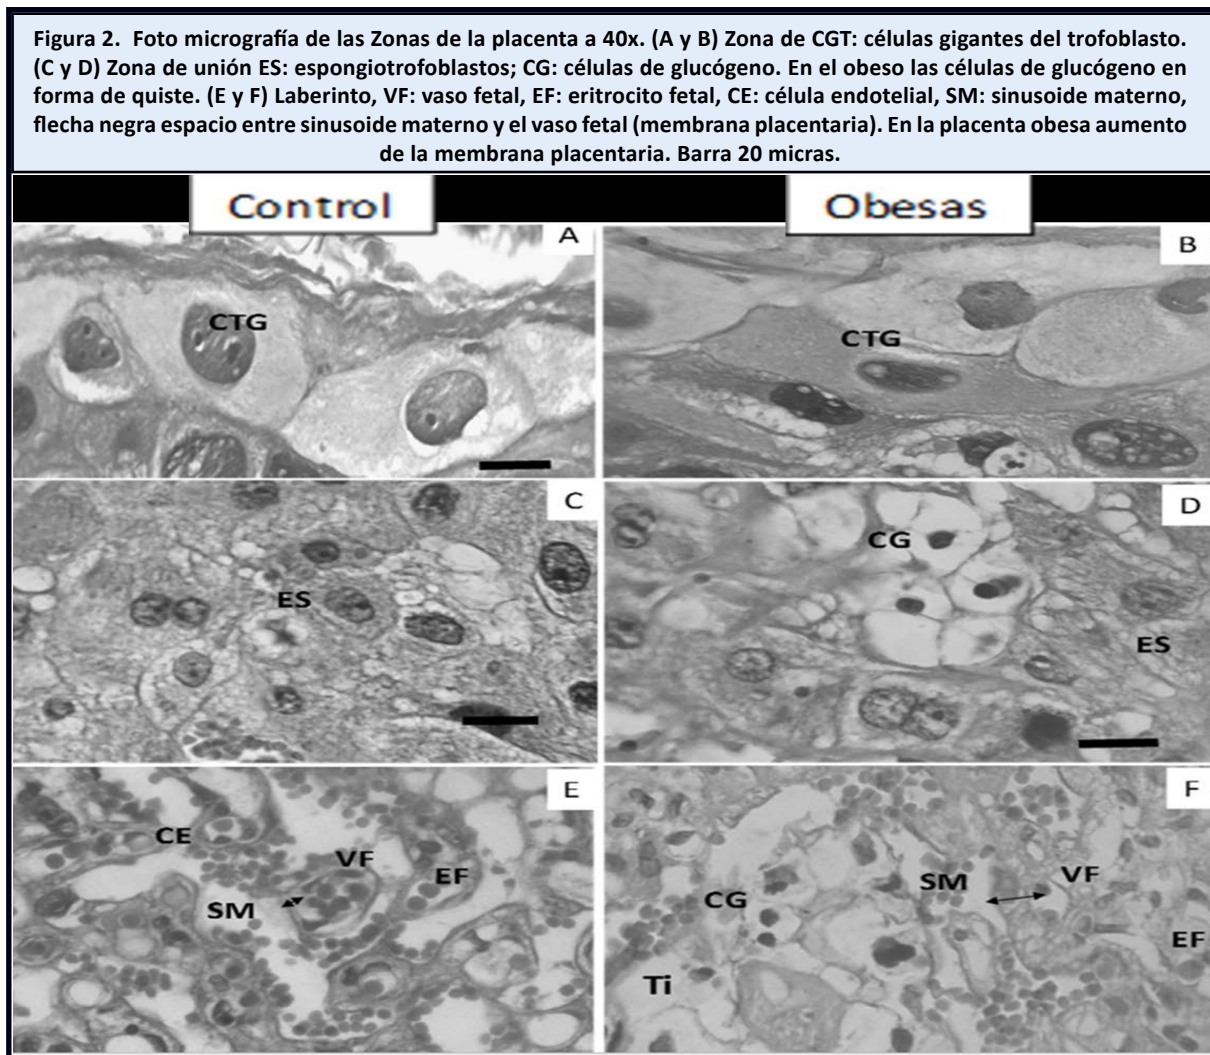 Figura 2. Foto micrografía de las Zonas de la placenta a 40x. (A y B) Zona de CGT: células gigantes del trofoblasto.
(C y D) Zona de unión ES: espongiotrofoblastos; CG: células de glucógeno. En el obeso las células de glucógeno en
forma de quiste. (E y F) Laberinto, VF: vaso fetal, EF: eritrocito fetal, CE: célula endotelial, SM: sinusoide materno,
flecha negra espacio entre sinusoide materno y el vaso fetal (membrana placentaria). En la placenta obesa aumento
de la membrana placentaria. Barra 20 micras.
Control
Obesas
A
CTG
B
CTG
C
ES
D
CG
ES
E
CE
VF
EF
SM
F
SM
VF
CG
EF
Ti